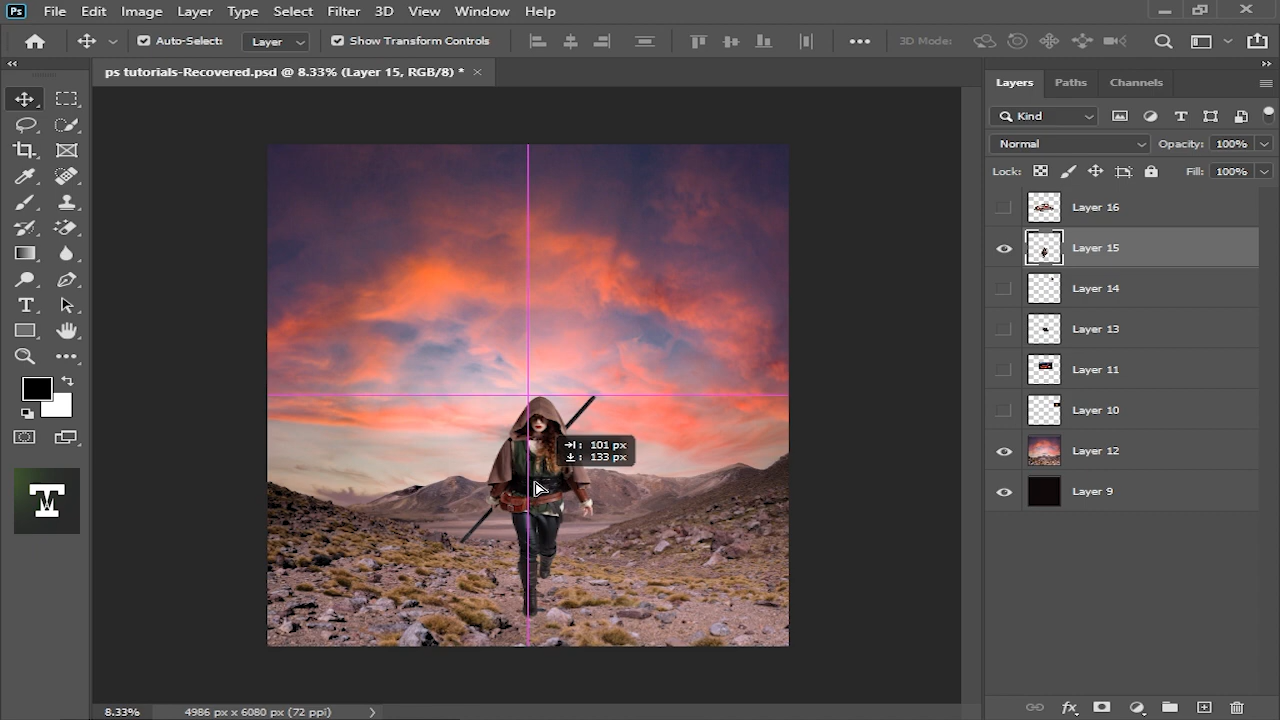 Ps File Edit Image Layer Type Select Filter 3D View Window Help
Auto-Select: Layer Show Transform Controls 3D Mode:
ps tutorials-Recovered.psd @ 8.33% (Layer 15, RGB/8) *
Layers Paths Channels
Kind
Normal Opacity: 100%
Lock: Fill: 100%
Layer 16
Layer 15
Layer 14
Layer 13
Layer 11
Layer 10
Layer 12
Layer 9
101 px
133 px
8.33% 4986 px x 6080 px (72 ppi)